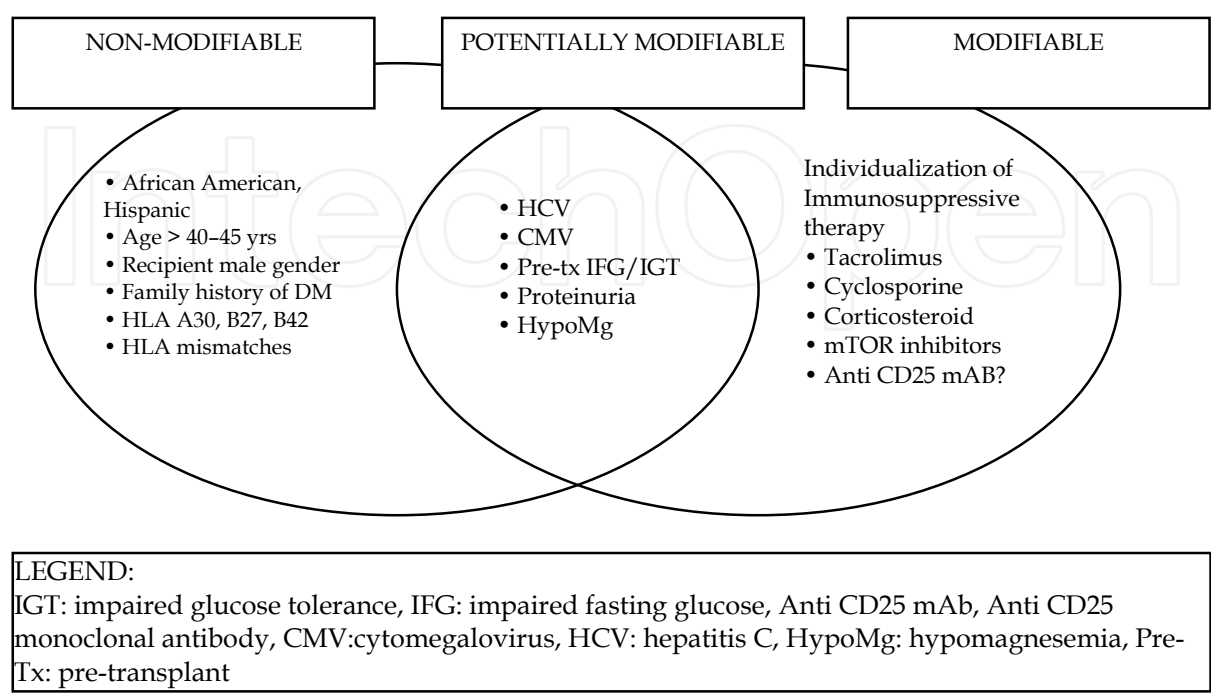 NON-MODIFIABLE
POTENTIALLY MODIFIABLE
MODIFIABLE
IntechOpen
• African American,
Hispanic
• Age > 40–45 yrs
• Recipient male gender
• Family history of DM
• HLA A30, B27, B42
• HLA mismatches
• HCV
• CMV
• Pre-tx IFG/IGT
• Proteinuria
• HypoMg
Individualization of
Immunosuppressive
therapy
• Tacrolimus
• Cyclosporine
• Corticosteroid
• mTOR inhibitors
• Anti CD25 mAB?
LEGEND:
IGT: impaired glucose tolerance, IFG: impaired fasting glucose, Anti CD25 mAb, Anti CD25
monoclonal antibody, CMV:cytomegalovirus, HCV: hepatitis C, HypoMg: hypomagnesemia, Pre-
Tx: pre-transplant